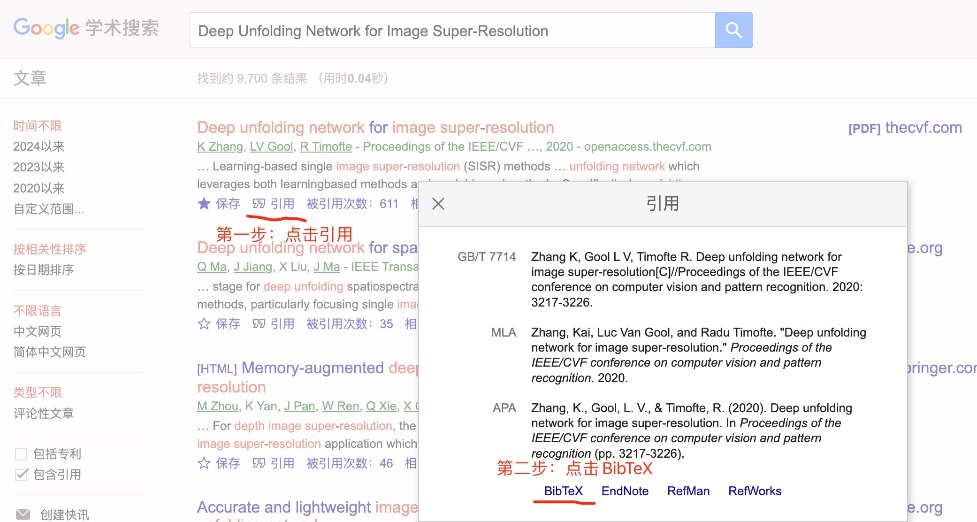 Google 学术搜索
Deep Unfolding Network for Image Super-Resolution
文章
找到约 9,700 条结果 （用时0.04秒）
时间不限
2024以来
2023以来
2020以来
自定义范围...
按相关性排序
按日期排序
不限语言
中文网页
简体中文网页
类型不限
评论性文章
包括专利
包含引用
创建快讯
Deep unfolding network for image super-resolution
[PDF] thecvf.com
K Zhang, LV Gool, R Timofte - Proceedings of the IEEE/CVF …, 2020 - openaccess.thecvf.com
… Learning-based single image super-resolution (SISR) methods … unfolding network which
leverages both learningbased methods
保存 引用 被引用次数：611 相
第一步：点击引用
Deep unfolding network for spa
e.org
Q Ma, J Jiang, X Liu, J Ma - IEEE Transa
… stage for deep unfolding spatiospectra
methods, particularly focusing single ima
保存 引用 被引用次数：35 相
[HTML] Memory-augmented deep
resolution
pringer.com
M Zhou, K Yan, J Pan, W Ren, Q Xie, X C
… For depth image super-resolution, the
image super-resolution application which
保存 引用 被引用次数：46 相
Accurate and lightweight image
e.org
引用
GB/T 7714
Zhang K, Gool L V, Timofte R. Deep unfolding network for
image super-resolution[C]//Proceedings of the IEEE/CVF
conference on computer vision and pattern recognition. 2020:
3217-3226.
MLA
Zhang, Kai, Luc Van Gool, and Radu Timofte. "Deep unfolding
network for image super-resolution." Proceedings of the
IEEE/CVF conference on computer vision and pattern
recognition. 2020.
APA
Zhang, K., Gool, L. V., & Timofte, R. (2020). Deep unfolding
network for image super-resolution. In Proceedings of the
IEEE/CVF conference on computer vision and pattern
recognition (pp. 3217-3226).
第二步：点击BibTeX
BibTeX EndNote RefMan RefWorks